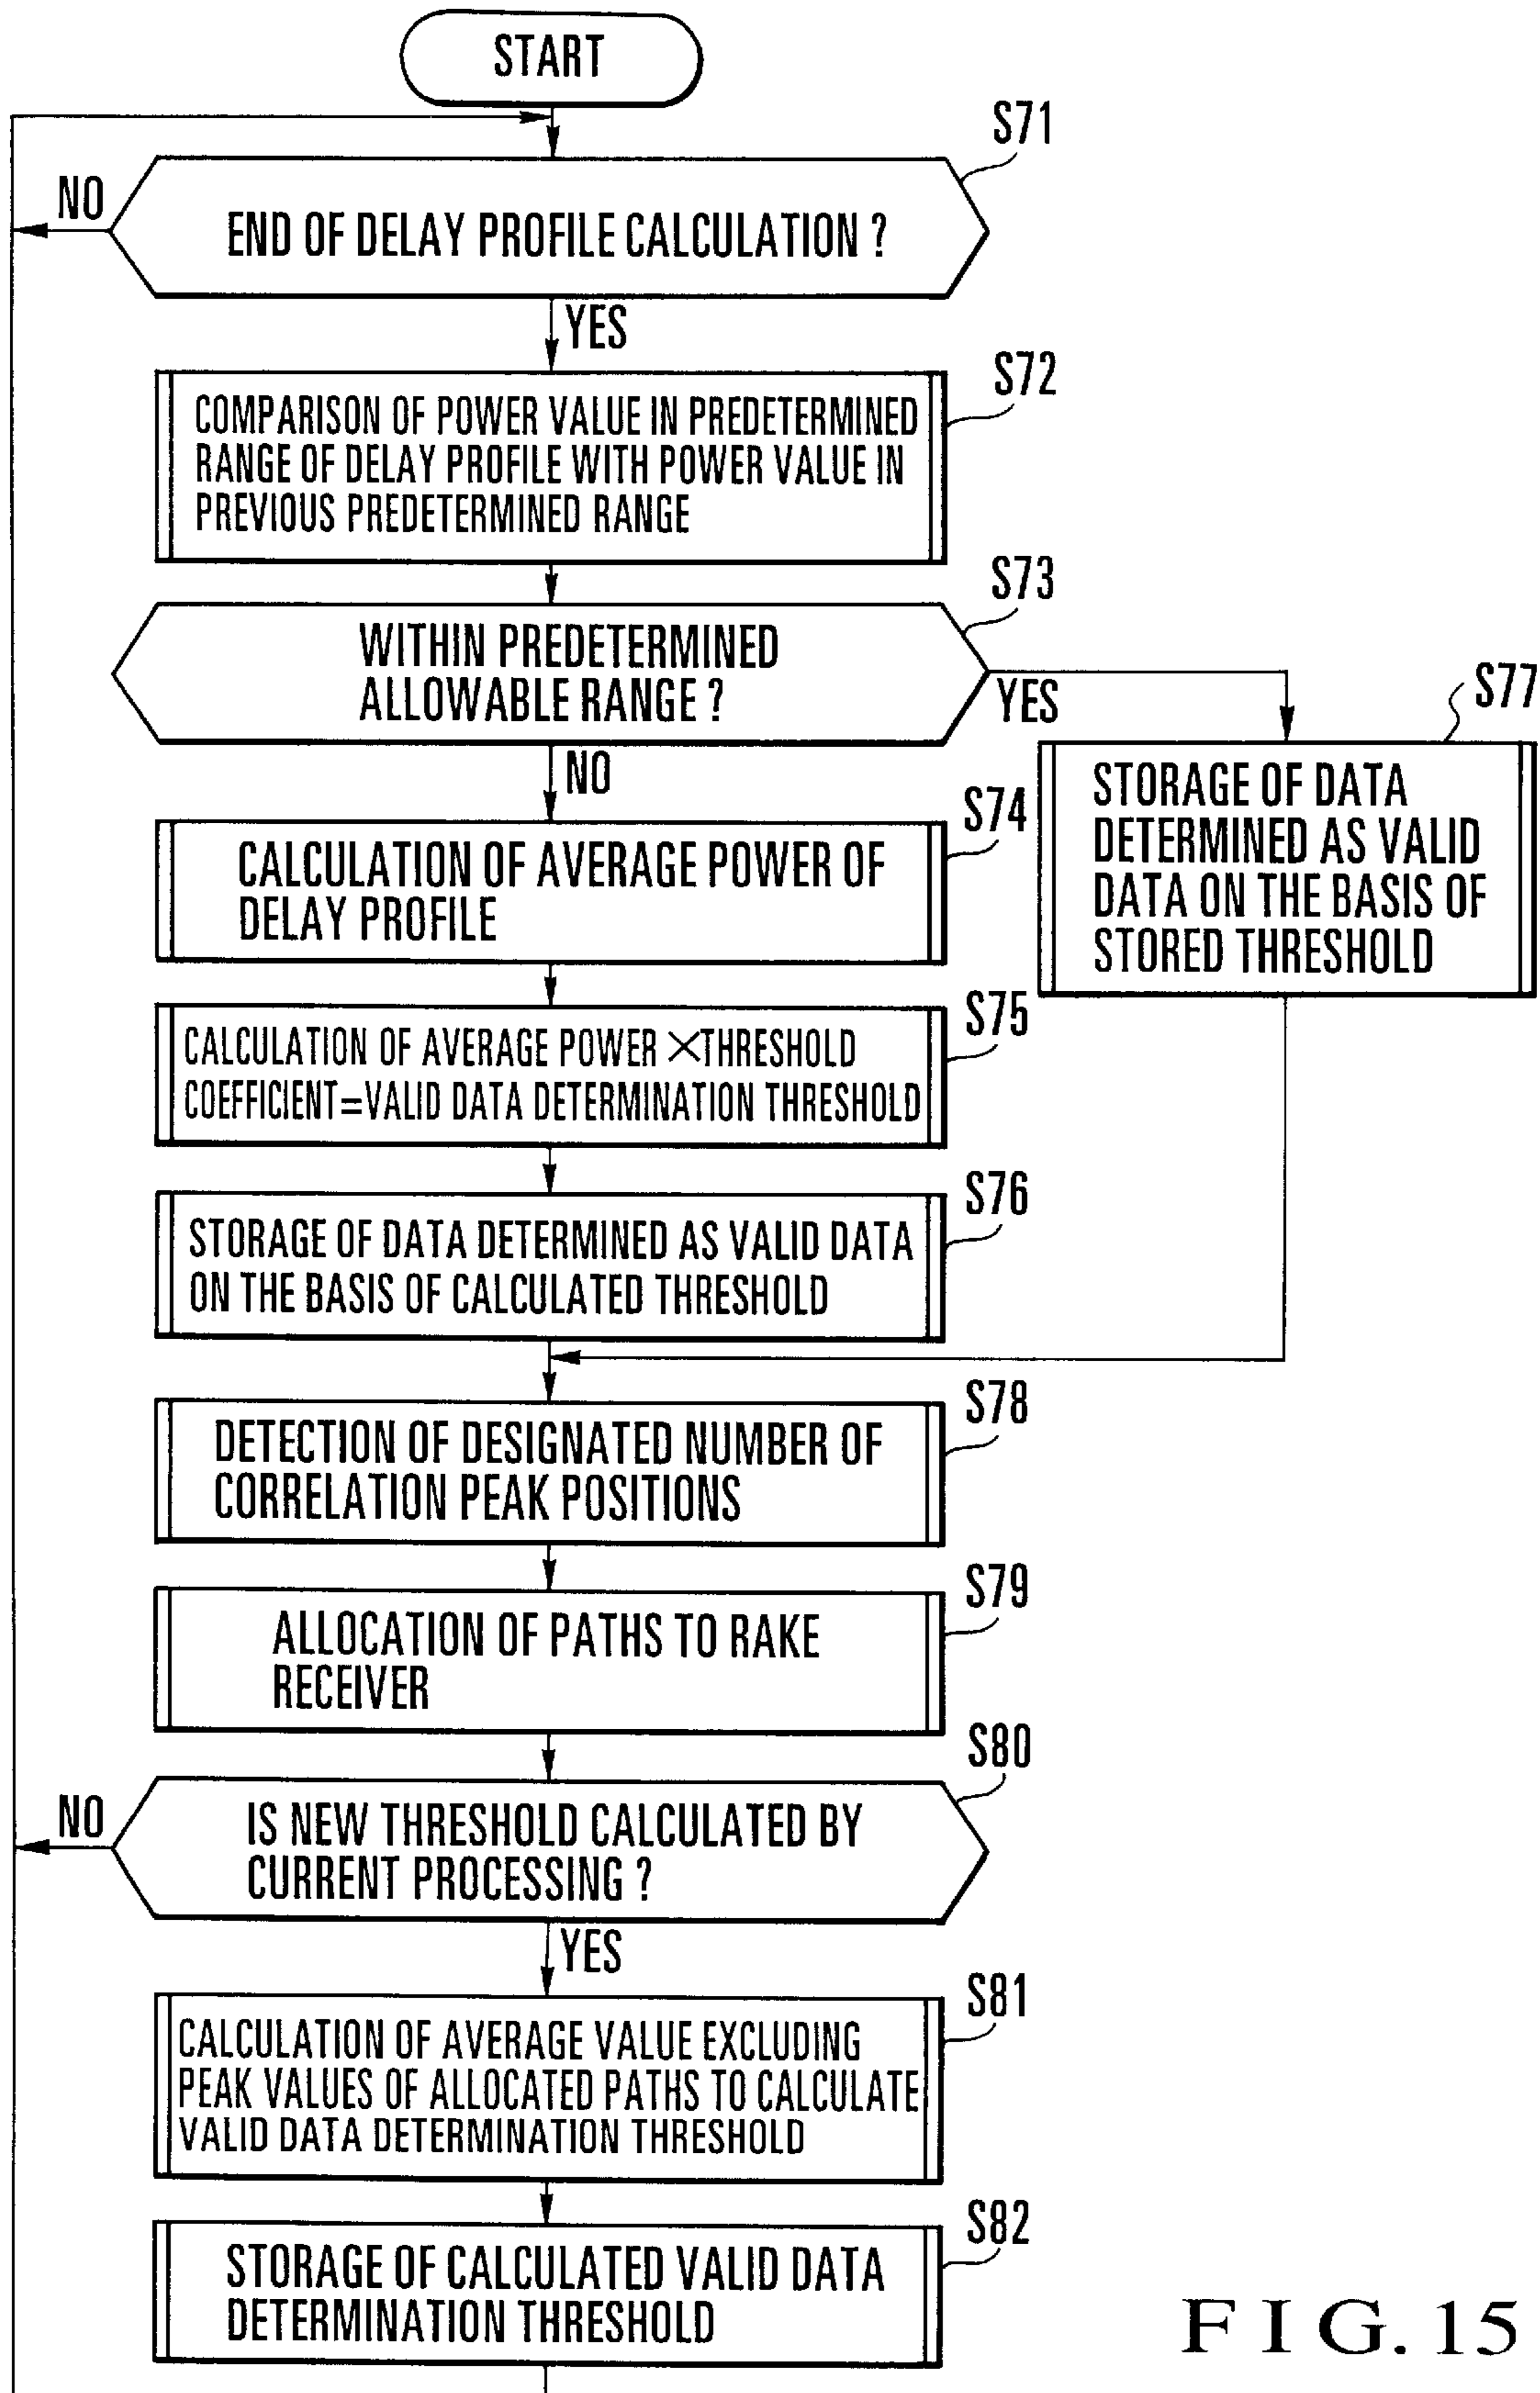 START
S71
NO
END OF DELAY PROFILE CALCULATION ?
YES
S72
COMPARISON OF POWER VALUE IN PREDETERMINED
RANGE OF DELAY PROFILE WITH POWER VALUE IN
PREVIOUS PREDETERMINED RANGE
S73
WITHIN PREDETERMINED
ALLOWABLE RANGE ?
YES
S77
NO
STORAGE OF DATA
DETERMINED AS VALID
DATA ON THE BASIS OF
STORED THRESHOLD
S74
CALCULATION OF AVERAGE POWER OF
DELAY PROFILE
S75
CALCULATION OF AVERAGE POWER ×THRESHOLD
COEFFICIENT=VALID DATA DETERMINATION THRESHOLD
S76
STORAGE OF DATA DETERMINED AS VALID DATA
ON THE BASIS OF CALCULATED THRESHOLD
S78
DETECTION OF DESIGNATED NUMBER OF
CORRELATION PEAK POSITIONS
S79
ALLOCATION OF PATHS TO RAKE
RECEIVER
S80
NO
IS NEW THRESHOLD CALCULATED BY
CURRENT PROCESSING ?
YES
S81
CALCULATION OF AVERAGE VALUE EXCLUDING
PEAK VALUES OF ALLOCATED PATHS TO CALCULATE
VALID DATA DETERMINATION THRESHOLD
S82
STORAGE OF CALCULATED VALID DATA
DETERMINATION THRESHOLD
FIG. 15